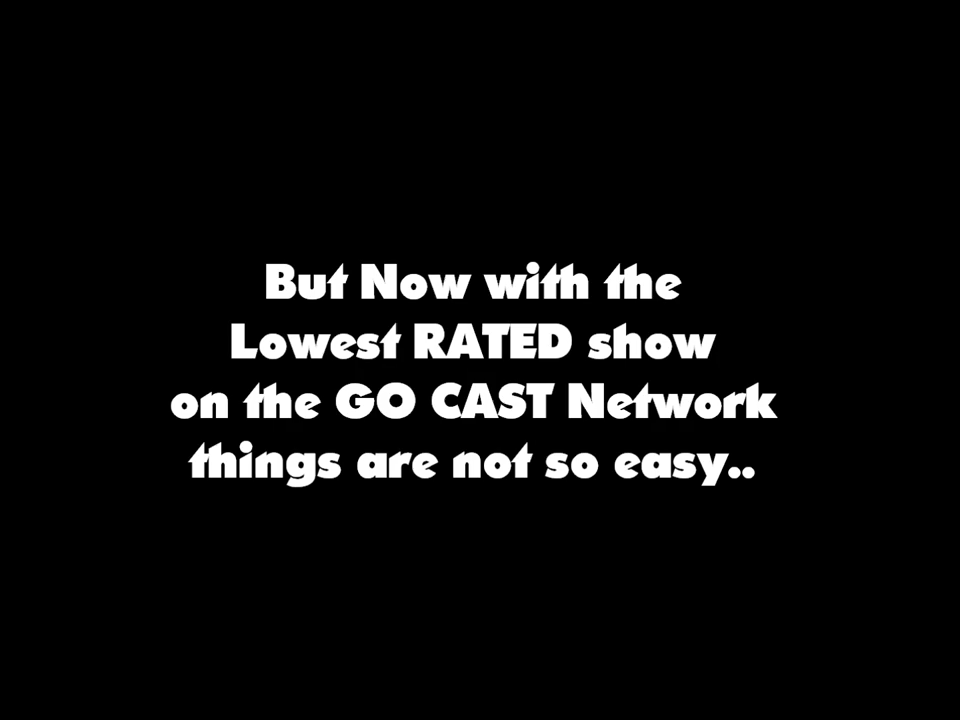 But Now with the
Lowest RATED show
on the GO CAST Network
things are not so easy..